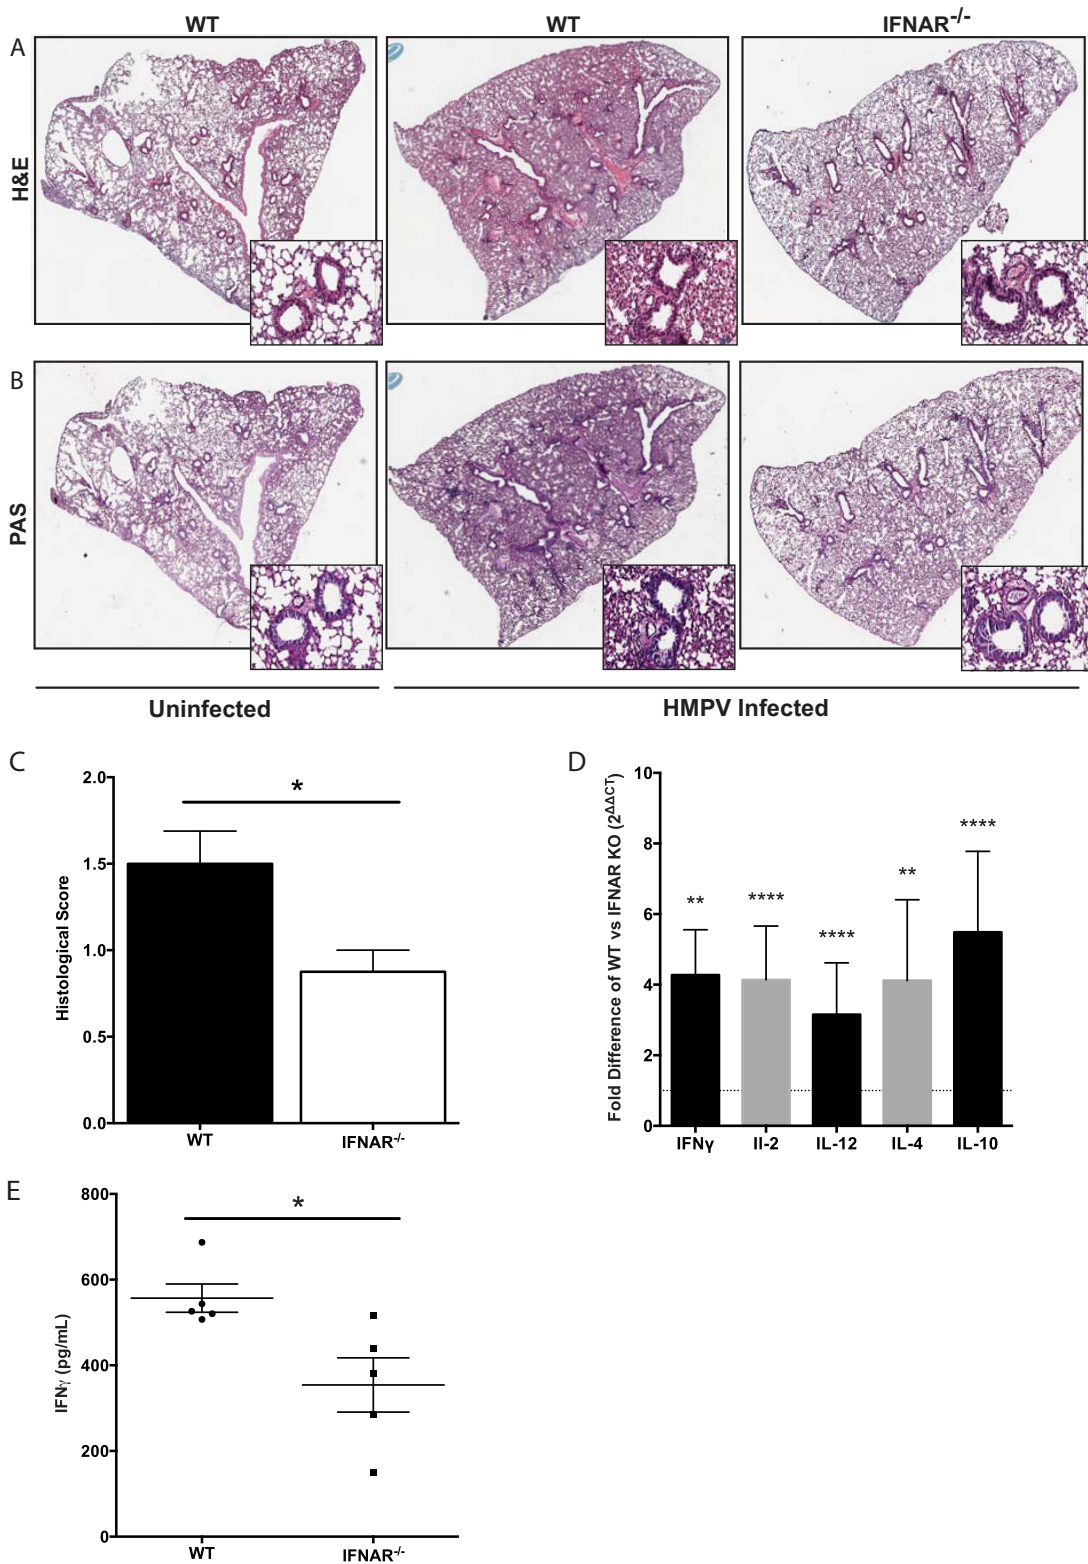 WT WT IFNAR-/-
A
H&E
B
PAS
Uninfected HMPV Infected
C
2.0
1.5
1.0
0.5
0.0
Histological Score
*
WT IFNAR-/-
D
10
8
6
4
2
0
Fold Difference of WT vs IFNAR KO (2ΔΔCT)
** **** **** ** ****
IFNγ Il-2 IL-12 IL-4 IL-10
E
800
600
400
200
0
IFNγ (pg/mL)
*
WT IFNAR-/-